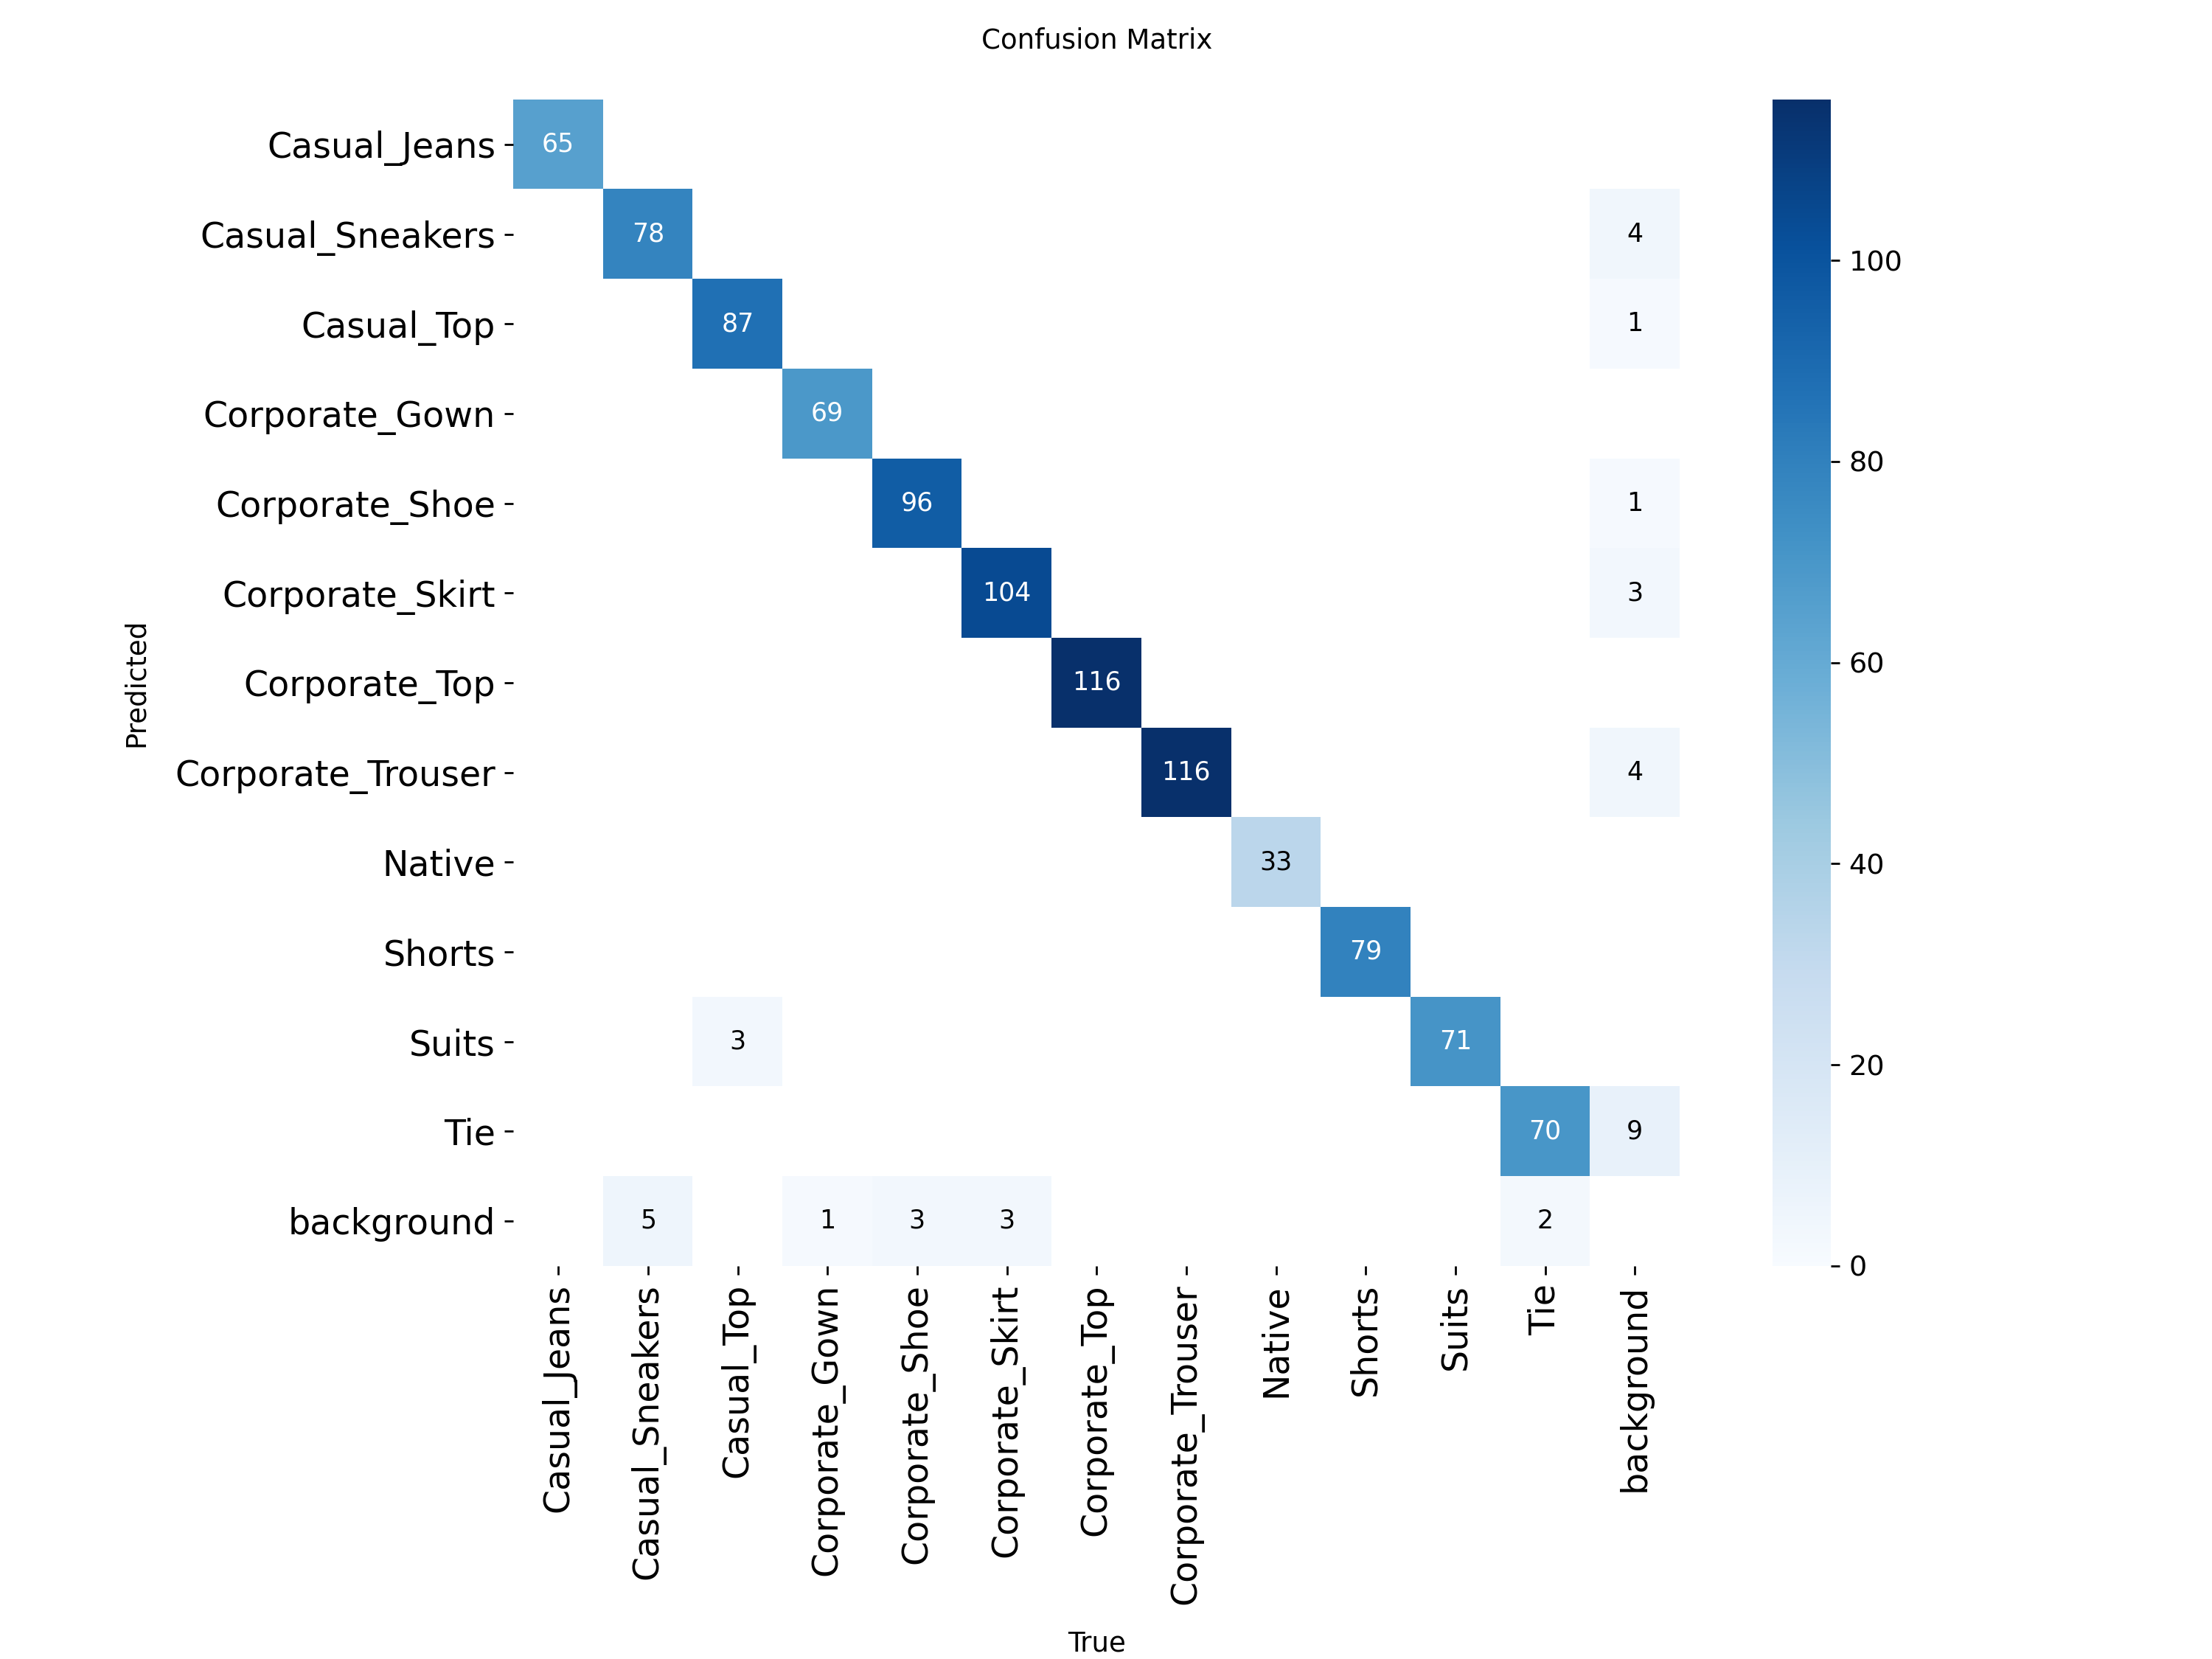 Confusion Matrix
Casual_Jeans 65
Casual_Sneakers 78 4
100
Casual_Top 87 1
Corporate_Gown 69
80
Corporate_Shoe 96 1
Corporate_Skirt 104 3
60
Predicted
Corporate_Top 116
Corporate_Trouser 116 4
40
Native 33
Shorts 79
Suits 3 71
20
Tie 70 9
background 5 1 3 3 2
0
Casual_Jeans
Casual_Sneakers
Casual_Top
Corporate_Gown
Corporate_Shoe
Corporate_Skirt
Corporate_Top
Corporate_Trouser
Native
Shorts
Suits
Tie
background
True